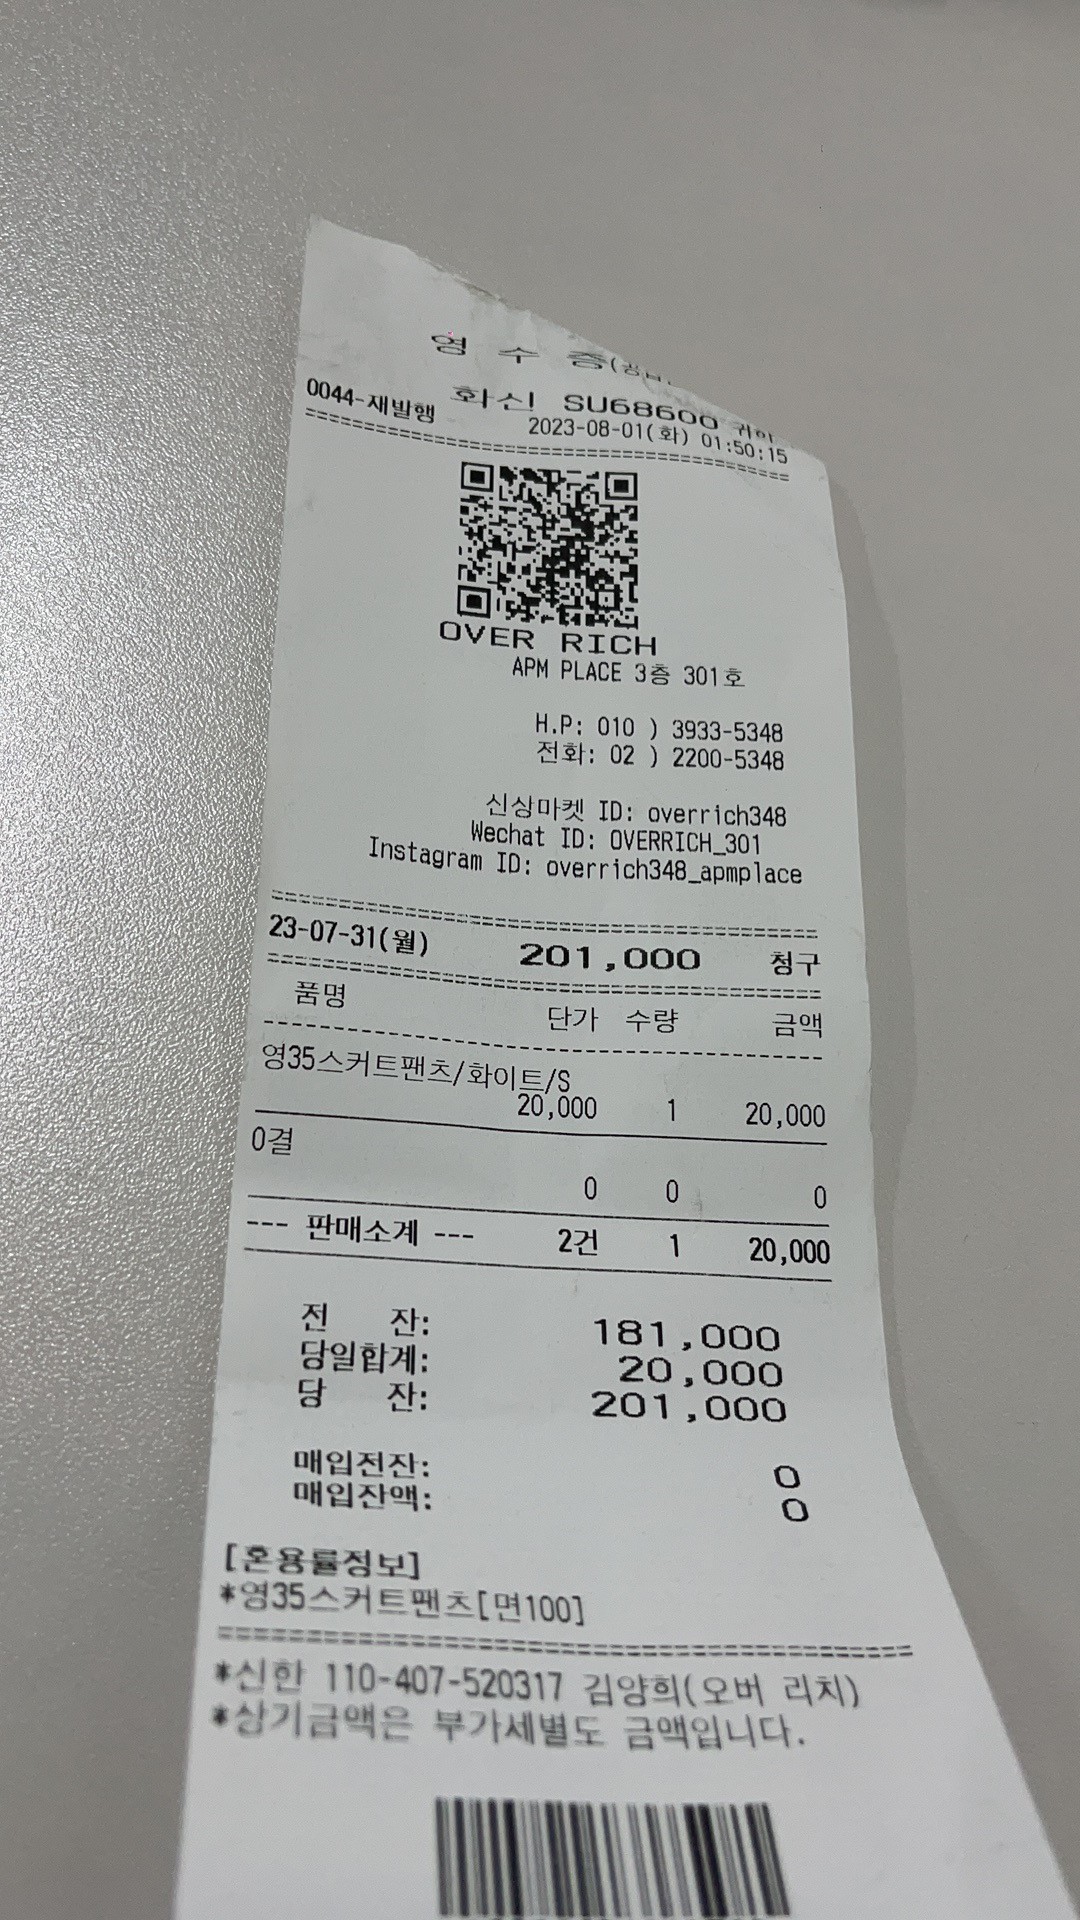 영 수 증(공급
화신 SU68600 귀하
0044-재발행 2023-08-01(화) 01:50:15
OVER RICH
APM PLACE 3층 301호
H.P: 010 ) 3933-5348
전화: 02 ) 2200-5348
신상마켓 ID: overrich348
Wechat ID: OVERRICH_301
Instagram ID: overrich348_apmplace
23-07-31(월) 201,000 청구
품명 단가 수량 금액
영35스커트팬츠/화이트/S
20,000 1 20,000
0결
0 0 0
--- 판매소계 --- 2건 1 20,000
전 잔: 181,000
당일합계: 20,000
당 잔: 201,000
매입전잔: 0
매입잔액: 0
[혼용률정보]
*영35스커트팬츠[면100]
*신한 110-407-520317 김양희(오버 리치)
*상기금액은 부가세별도 금액입니다.